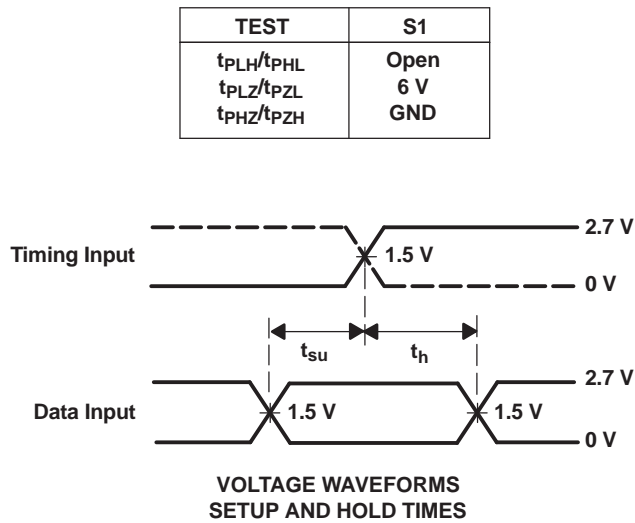 TEST S1
tPLH/tPHL Open
tPLZ/tPZL 6 V
tPHZ/tPZH GND
2.7 V
Timing Input 1.5 V
0 V
tsu th
2.7 V
Data Input 1.5 V 1.5 V
0 V
VOLTAGE WAVEFORMS
SETUP AND HOLD TIMES